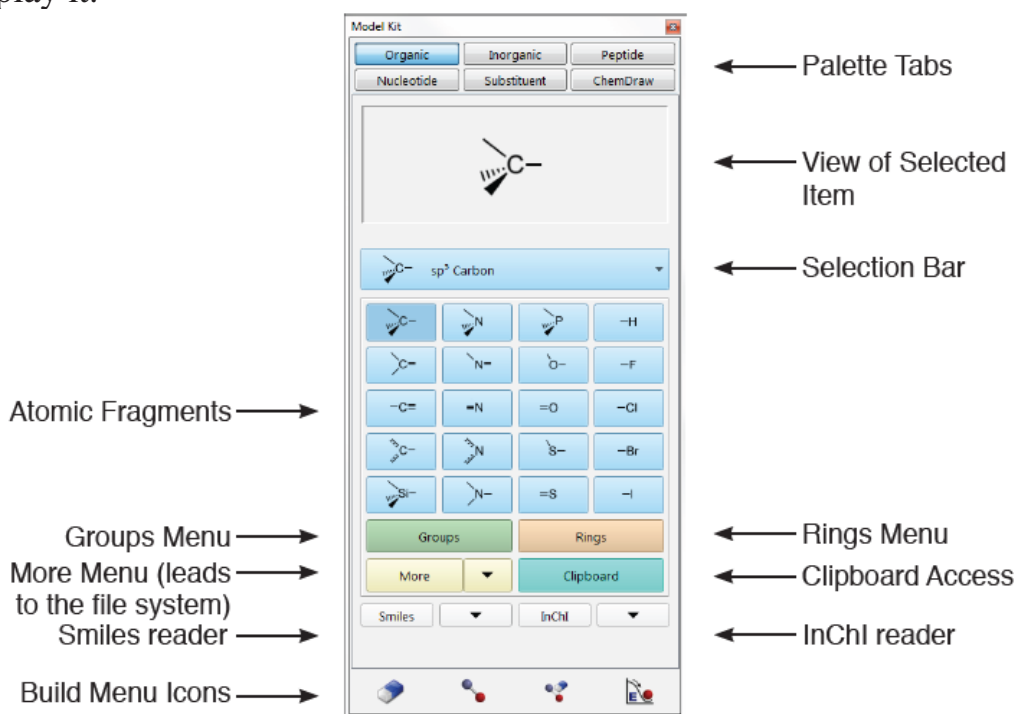 play it.
Model Kit
Organic Inorganic Peptide
Nucleotide Substituent ChemDraw
Palette Tabs
C
View of Selected
Item
C sp³ Carbon
Selection Bar
C– N P –H
C= N= O– –F
Atomic Fragments
–C≡ ≡N =O –Cl
C– N S– –Br
Si– N– =S –I
Groups Menu
Groups Rings
Rings Menu
More Menu (leads
to the file system)
More Clipboard
Clipboard Access
Smiles reader
Smiles InChI
InChI reader
Build Menu Icons
E